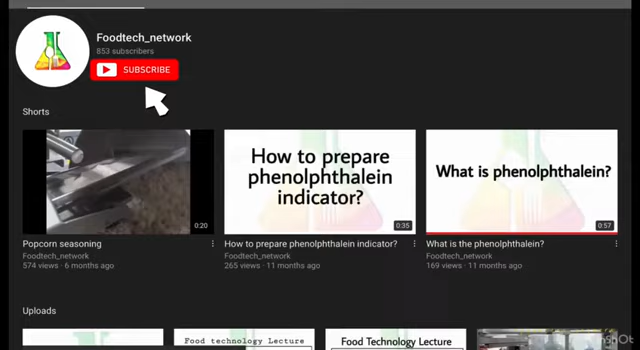 Foodtech_network
853 subscribers
SUBSCRIBE
Shorts
How to prepare
phenolphthalein
indicator?
What is phenolphthalein?
0:20
0:35
0:57
Popcorn seasoning
Foodtech_network
574 views · 6 months ago
How to prepare phenolphthalein indicator?
Foodtech_network
265 views · 11 months ago
What is the phenolphthalein?
Foodtech_network
169 views · 11 months ago
Uploads
Food technology Lecture
Food Technology Lecture